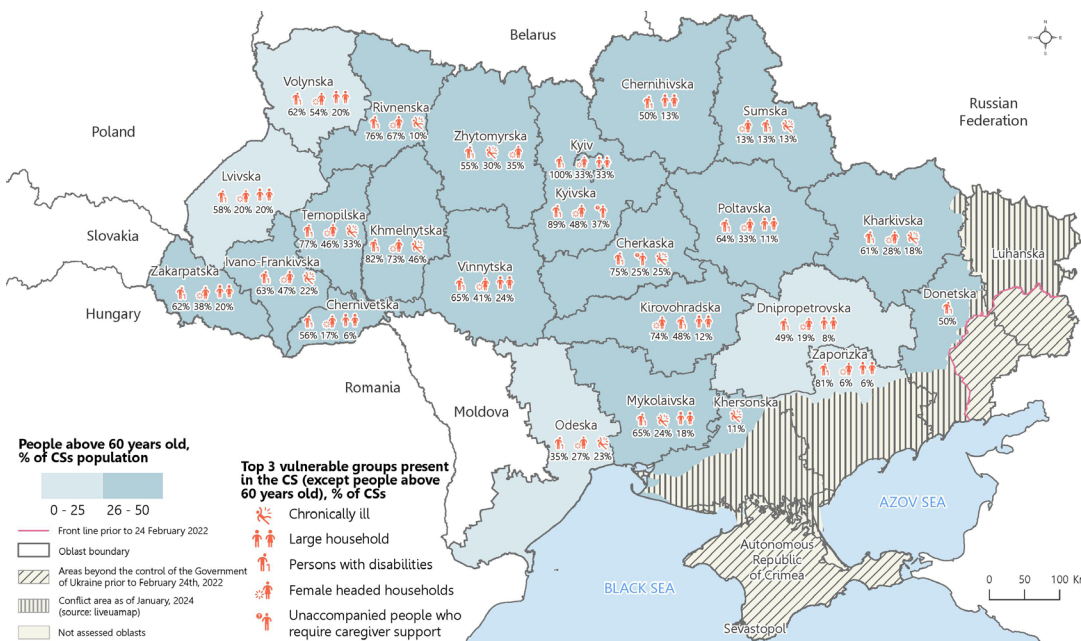 Belarus
N
W
E
S
Poland
Russian
Federation
Slovakia
Hungary
Romania
Moldova
BLACK SEA
AZOV SEA
Volynska
62% 54% 20%
Rivnenska
76% 67% 10%
Zhytomyrska
55% 30% 35%
Kyiv
100% 33% 33%
Kyivska
89% 48% 37%
Chernihivska
50% 13%
Sumska
13% 13% 13%
Lvivska
58% 20% 20%
Ternopilska
77% 46% 33%
Khmelnytska
82% 73% 46%
Cherkaska
75% 25% 25%
Poltavska
64% 33% 11%
Kharkivska
61% 28% 18%
Luhanska
Zakarpatska
62% 38% 20%
Ivano-Frankivska
63% 47% 22%
Chernivetska
56% 17% 6%
Vinnytska
65% 41% 24%
Kirovohradska
74% 48% 12%
Dnipropetrovska
49% 19% 8%
Donetska
50%
Zaporizka
81% 6% 6%
Odeska
35% 27% 23%
Mykolaivska
65% 24% 18%
Khersonska
11%
Autonomous
Republic
of Crimea
Sevastopol
People above 60 years old,
% of CSs population
0 - 25 26 - 50
Front line prior to 24 February 2022
Oblast boundary
Areas beyond the control of the Government
of Ukraine prior to February 24th, 2022
Conflict area as of January, 2024
(source: liveuamap)
Not assessed oblasts
Top 3 vulnerable groups present
in the CS (except people above
60 years old), % of CSs
Chronically ill
Large household
Persons with disabilities
Female headed households
Unaccompanied people who
require caregiver support
0 50 100 Km